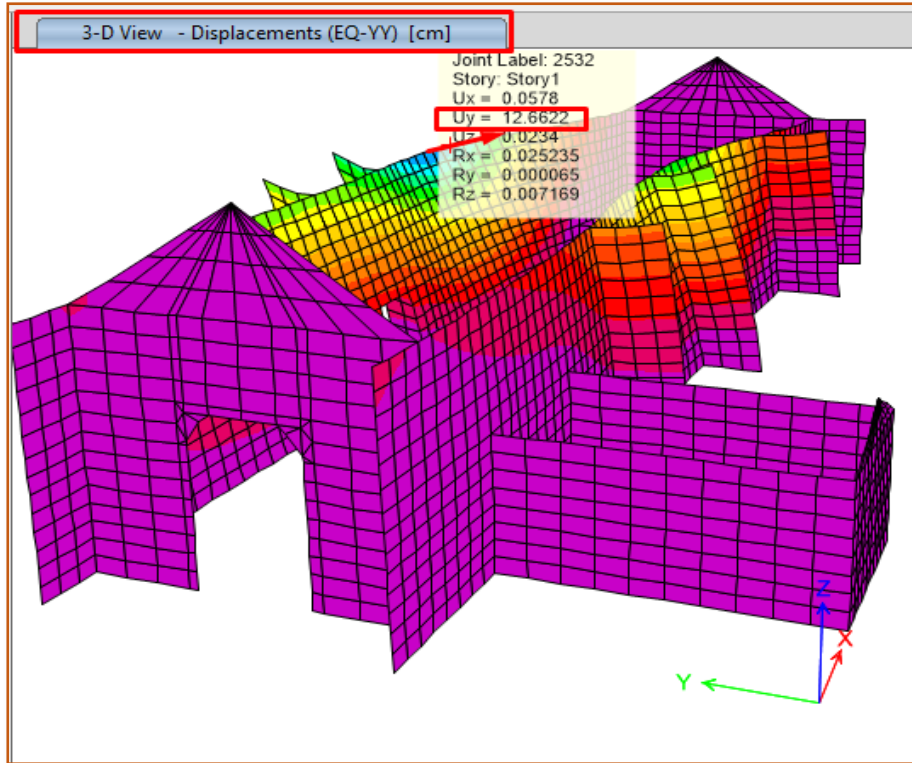 3-D View - Displacements (EQ-YY) [cm]
Joint Label: 2532
Story: Story1
Ux = 0.0578
Uy = 12.6622
Uz = 0.0234
Rx = 0.025235
Ry = 0.000065
Rz = 0.007169
Z
X
Y